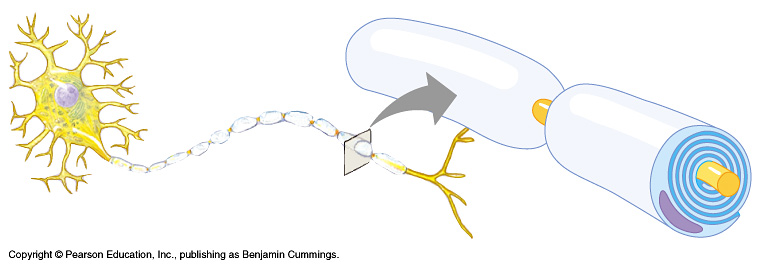 Copyright © Pearson Education, Inc., publishing as Benjamin Cummings.